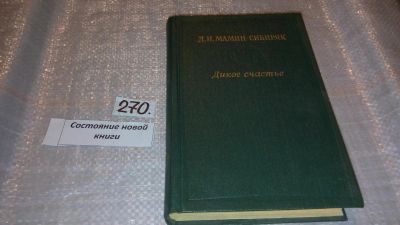 270.
Состояние новой
книги
Д.Н. МАМИН-СИБИРЯК
Дикое счастье